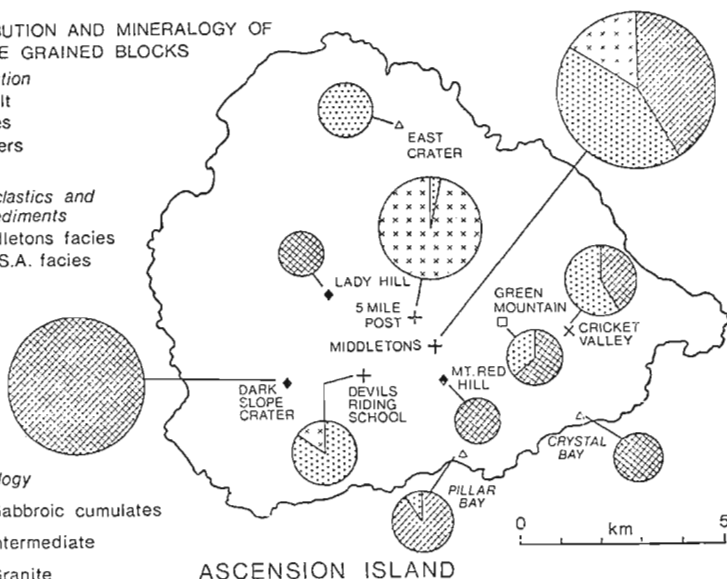 BUTION AND MINERALOGY OF
E GRAINED BLOCKS
tion
lt
es
ers
clastics and
ediments
dletons facies
S.A. facies
EAST
CRATER
LADY HILL
5 MILE
POST
GREEN
MOUNTAIN
CRICKET
VALLEY
MIDDLETONS
DARK
SLOPE
CRATER
DEVILS
RIDING
SCHOOL
MT. RED
HILL
CRYSTAL
BAY
PILLAR
BAY
logy
abbroic cumulates
ntermediate
Granite
0 km 5
ASCENSION ISLAND